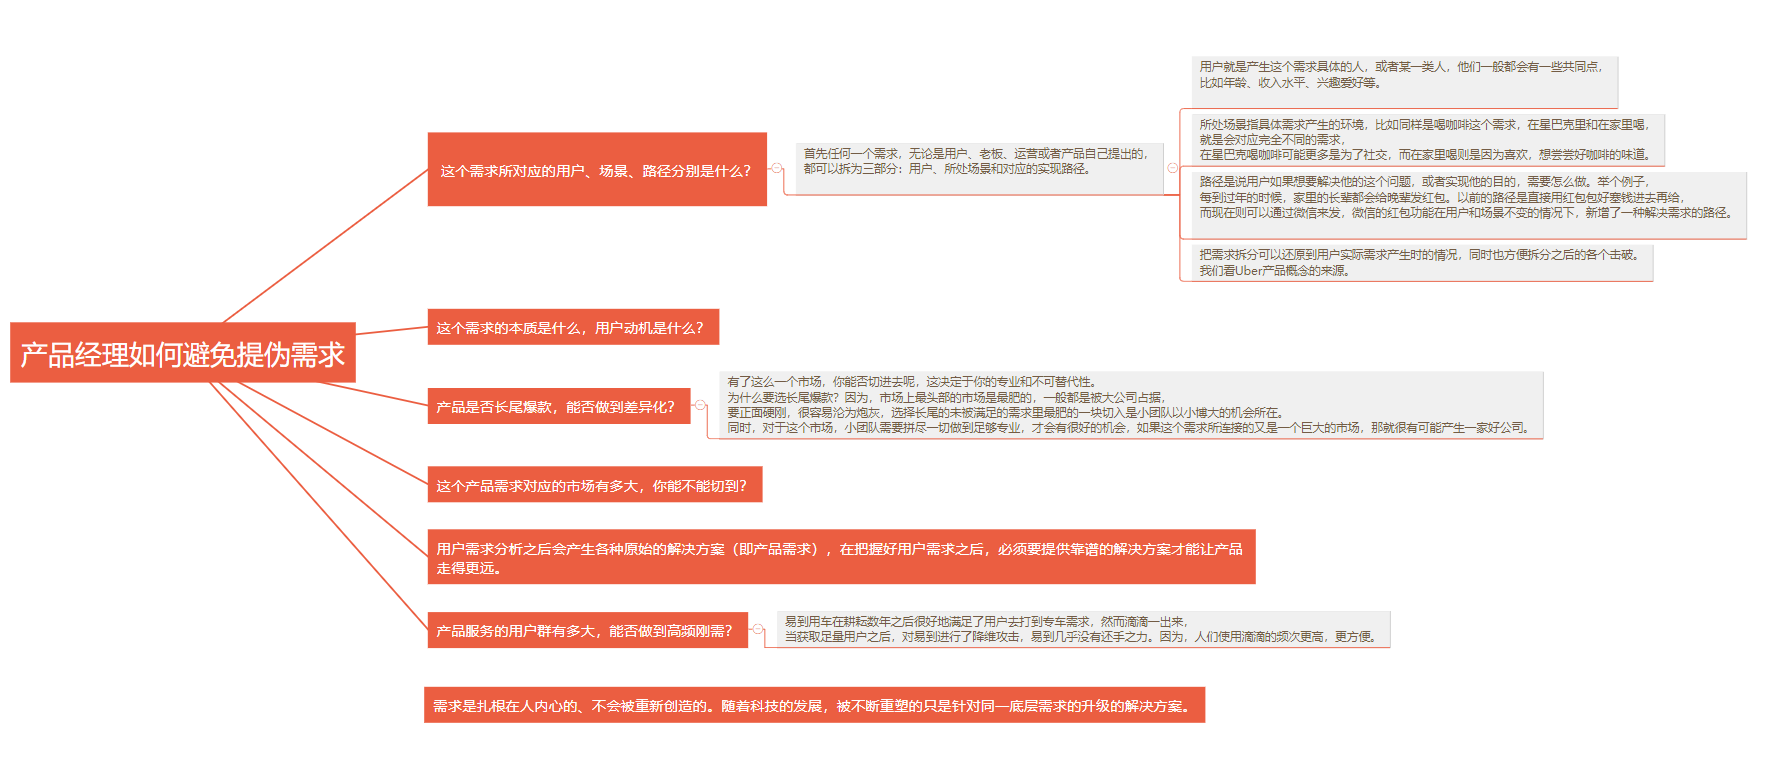 产品经理如何避免提伪需求
这个需求所对应的用户、场景、路径分别是什么？
首先任何一个需求，无论是用户、老板、运营或者产品自己提出的，
都可以拆为三部分：用户、所处场景和对应的实现路径。
用户就是产生这个需求具体的人，或者某一类人，他们一般都会有一些共同点，
比如年龄、收入水平、兴趣爱好等。
所处场景指具体需求产生的环境，比如同样是喝咖啡这个需求，在星巴克里和在家里喝，
就是会对应完全不同的需求，
在星巴克喝咖啡可能更多是为了社交，而在家里喝则是因为喜欢，想尝尝好咖啡的味道。
路径是说用户如果想要解决他的这个问题，或者实现他的目的，需要怎么做。举个例子，
每到过年的时候，家里的长辈都会给晚辈发红包。以前的路径是直接用红包包好塞钱进去再给，
而现在则可以通过微信来发，微信的红包功能在用户和场景不变的情况下，新增了一种解决需求的路径。
把需求拆分可以还原到用户实际需求产生时的情况，同时也方便拆分之后的各个击破。
我们看Uber产品概念的来源。
这个需求的本质是什么，用户动机是什么？
产品是否长尾爆款，能否做到差异化？
有了这么一个市场，你能否切进去呢，这决定于你的专业和不可替代性。
为什么要选长尾爆款？因为，市场上最头部的市场是最肥的，一般都是被大公司占据，
要正面硬刚，很容易沦为炮灰，选择长尾的未被满足的需求里最肥的一块切入是小团队以小博大的机会所在。
同时，对于这个市场，小团队需要拼尽一切做到足够专业，才会有很好的机会，如果这个需求所连接的又是一个巨大的市场，那就很有可能产生一家好公司。
这个产品需求对应的市场有多大，你能不能切到？
用户需求分析之后会产生各种原始的解决方案（即产品需求），在把握好用户需求之后，必须要提供靠谱的解决方案才能让产品
走得更远。
产品服务的用户群有多大，能否做到高频刚需？
易到用车在耕耘数年之后很好地满足了用户去打到专车需求，然而滴滴一出来，
当获取足量用户之后，对易到进行了降维攻击，易到几乎没有还手之力。因为，人们使用滴滴的频次更高，更方便。
需求是扎根在人内心的、不会被重新创造的。随着科技的发展，被不断重塑的只是针对同一底层需求的升级的解决方案。